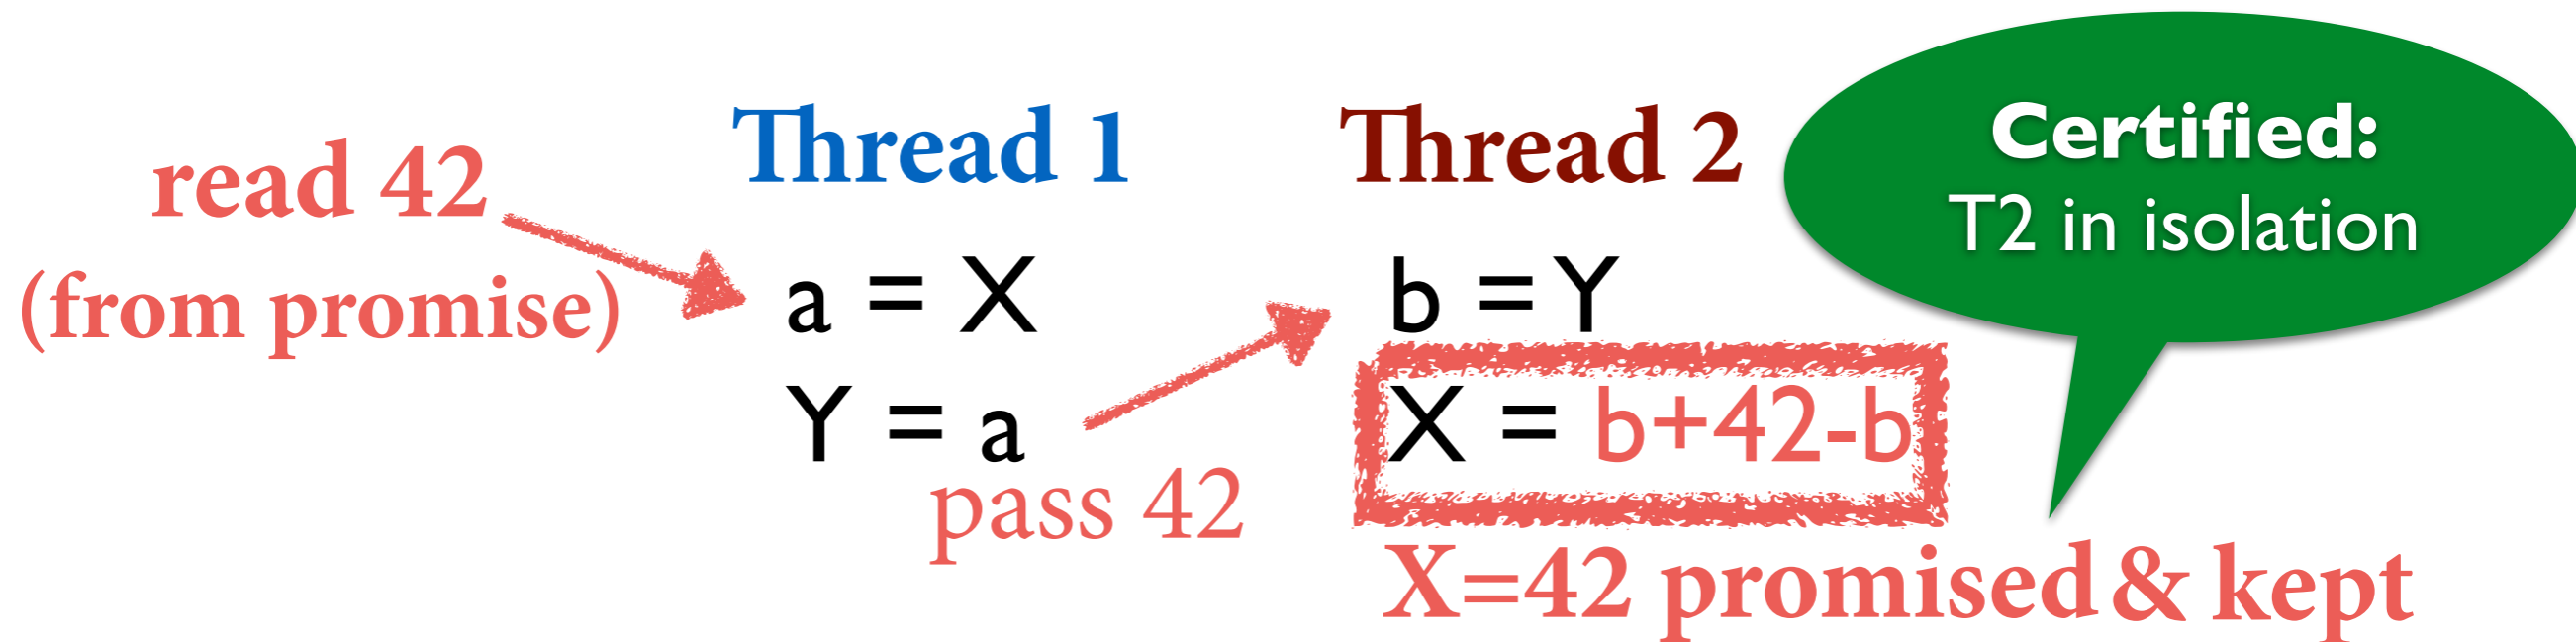 read 42
(from promise)
Thread 1
a = X
Y = a
pass 42
Thread 2
b = Y
X = b+42-b
X=42 promised & kept
Certified:
T2 in isolation